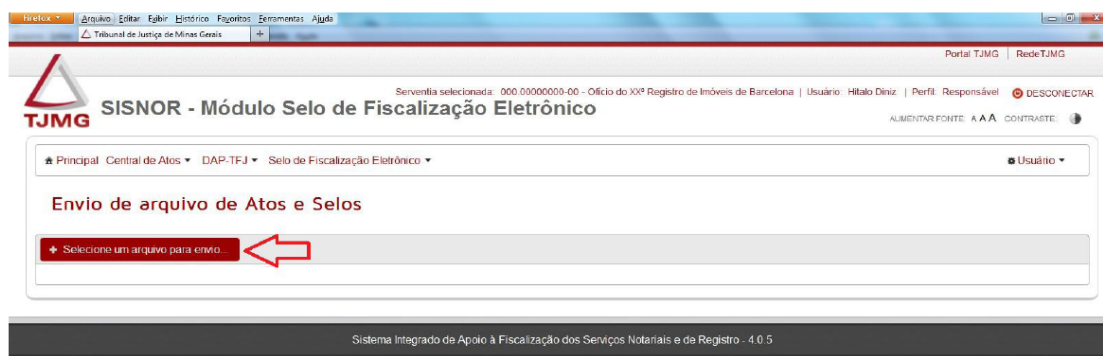 Firefox
Arquivo Editar Exibir Histórico Favoritos Ferramentas Ajuda
Tribunal de Justiça de Minas Gerais +
Portal TJMG | RedeTJMG
Serventia selecionada: 000.00000000-00 - Ofício do XXº Registro de Imóveis de Barcelona | Usuário: Hitalo Diniz | Perfil: Responsável DESCONECTAR
TJMG
SISNOR - Módulo Selo de Fiscalização Eletrônico
AUMENTAR FONTE: A A A CONTRASTE:
Principal Central de Atos DAP-TFJ Selo de Fiscalização Eletrônico Usuário
Envio de arquivo de Atos e Selos
+ Selecione um arquivo para envio...
Sistema Integrado de Apoio à Fiscalização dos Serviços Notariais e de Registro - 4.0.5